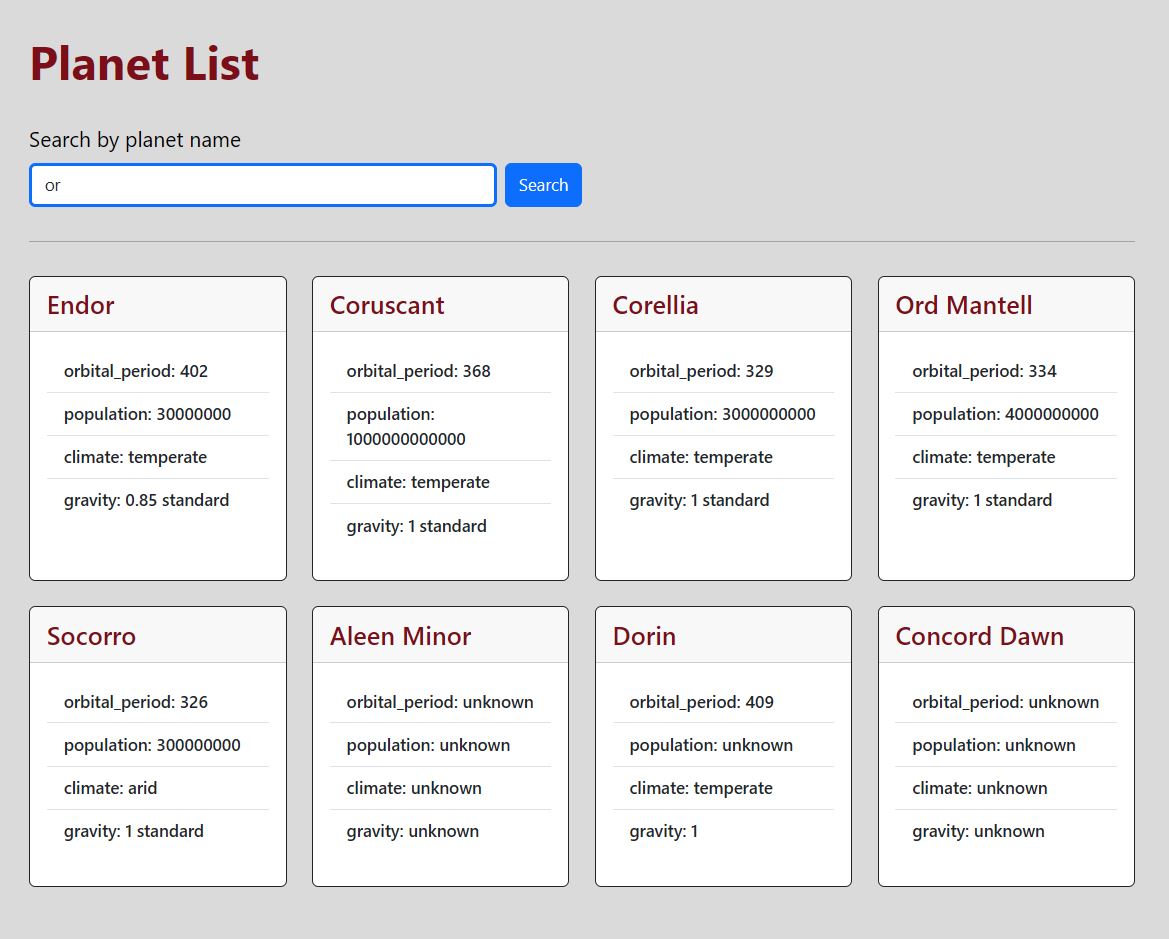 Planet List
Search by planet name
or
Search
Endor
orbital_period: 402
population: 30000000
climate: temperate
gravity: 0.85 standard
Coruscant
orbital_period: 368
population:
1000000000000
climate: temperate
gravity: 1 standard
Corellia
orbital_period: 329
population: 3000000000
climate: temperate
gravity: 1 standard
Ord Mantell
orbital_period: 334
population: 4000000000
climate: temperate
gravity: 1 standard
Socorro
orbital_period: 326
population: 300000000
climate: arid
gravity: 1 standard
Aleen Minor
orbital_period: unknown
population: unknown
climate: unknown
gravity: unknown
Dorin
orbital_period: 409
population: unknown
climate: temperate
gravity: 1
Concord Dawn
orbital_period: unknown
population: unknown
climate: unknown
gravity: unknown